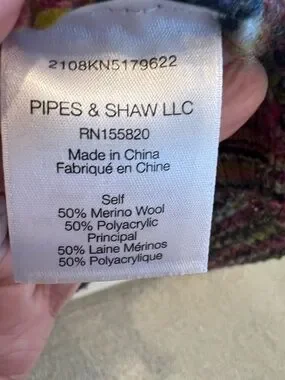 2108KN5179622
PIPES & SHAW LLC
RN155820
Made in China
Fabriqué en Chine
Self
50% Merino Wool
50% Polyacrylic
Principal
50% Laine Mérinos
50% Polyacrylique